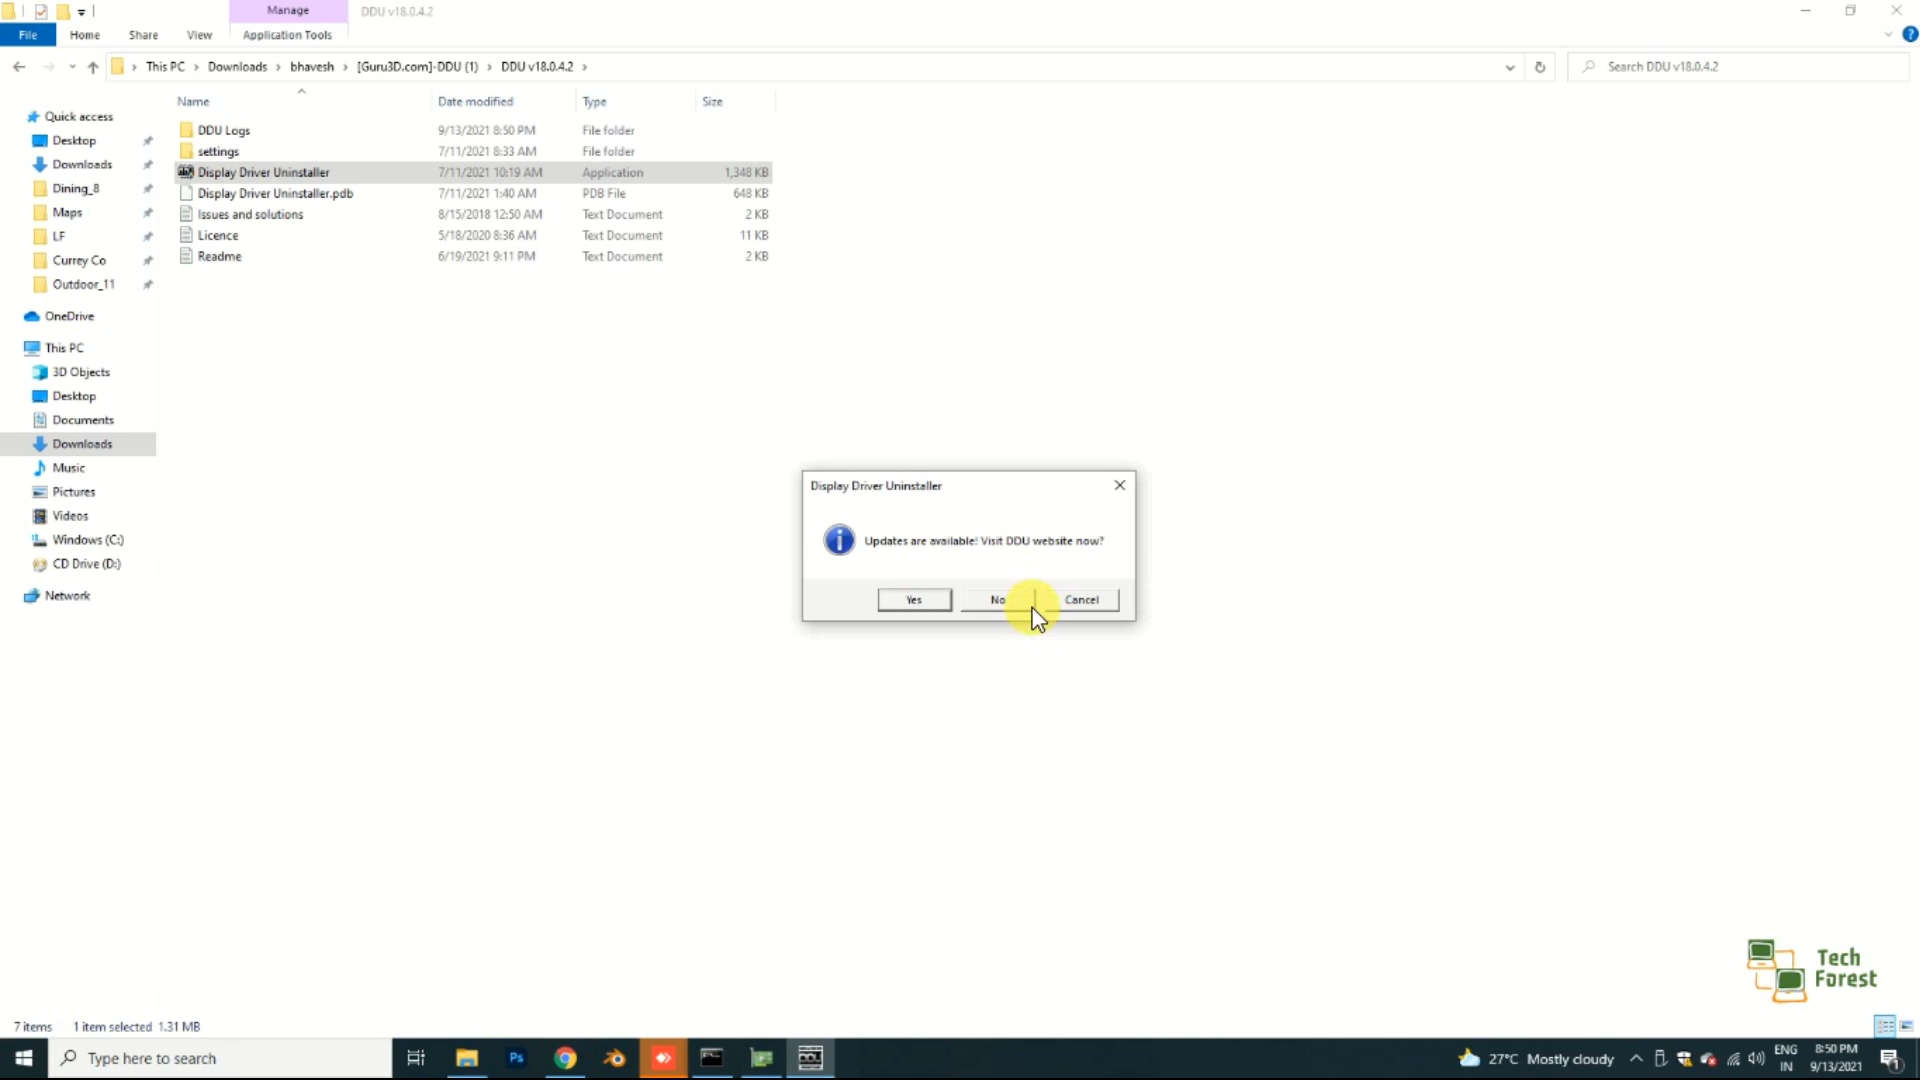 Manage
DDU v18.0.4.2
File
Home
Share
View
Application Tools
This PC
Downloads
bhavesh
[Guru3D.com]-DDU (1)
DDU v18.0.4.2
Search DDU v18.0.4.2
Name
Date modified
Type
Size
DDU Logs
9/13/2021 8:50 PM
File folder
settings
7/11/2021 8:33 AM
File folder
Display Driver Uninstaller
7/11/2021 10:19 AM
Application
1,348 KB
Display Driver Uninstaller.pdb
7/11/2021 1:40 AM
PDB File
648 KB
Issues and solutions
8/15/2018 12:50 AM
Text Document
2 KB
Licence
5/18/2020 8:36 AM
Text Document
11 KB
Readme
6/19/2021 9:11 PM
Text Document
2 KB
Quick access
Desktop
Downloads
Dining_8
Maps
LF
Currey Co
Outdoor_11
OneDrive
This PC
3D Objects
Desktop
Documents
Downloads
Music
Pictures
Videos
Windows (C:)
CD Drive (D:)
Network
Display Driver Uninstaller
Updates are available! Visit DDU website now?
Yes
No
Cancel
Tech
Forest
7 items
1 item selected 1.31 MB
Type here to search
Ps
DDU
27°C Mostly cloudy
ENG
IN
8:50 PM
9/13/2021
1